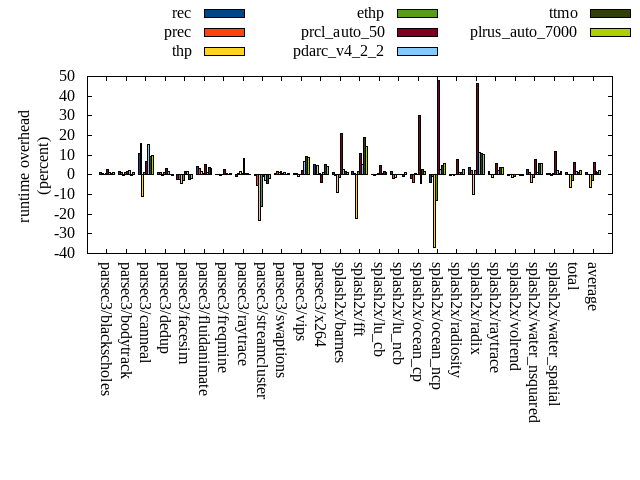 rec ethp ttmo
prec prcl_auto_50 plrus_auto_7000
thp pdarc_v4_2_2
runtime overhead
(percent)
50
40
30
20
10
0
-10
-20
-30
-40
parsec3/blackscholes
parsec3/bodytrack
parsec3/canneal
parsec3/dedup
parsec3/facesim
parsec3/fluidanimate
parsec3/freqmine
parsec3/raytrace
parsec3/streamcluster
parsec3/swaptions
parsec3/vips
parsec3/x264
splash2x/barnes
splash2x/fft
splash2x/lu_cb
splash2x/lu_ncb
splash2x/ocean_cp
splash2x/ocean_ncp
splash2x/radiosity
splash2x/radix
splash2x/raytrace
splash2x/volrend
splash2x/water_nsquared
splash2x/water_spatial
total
average